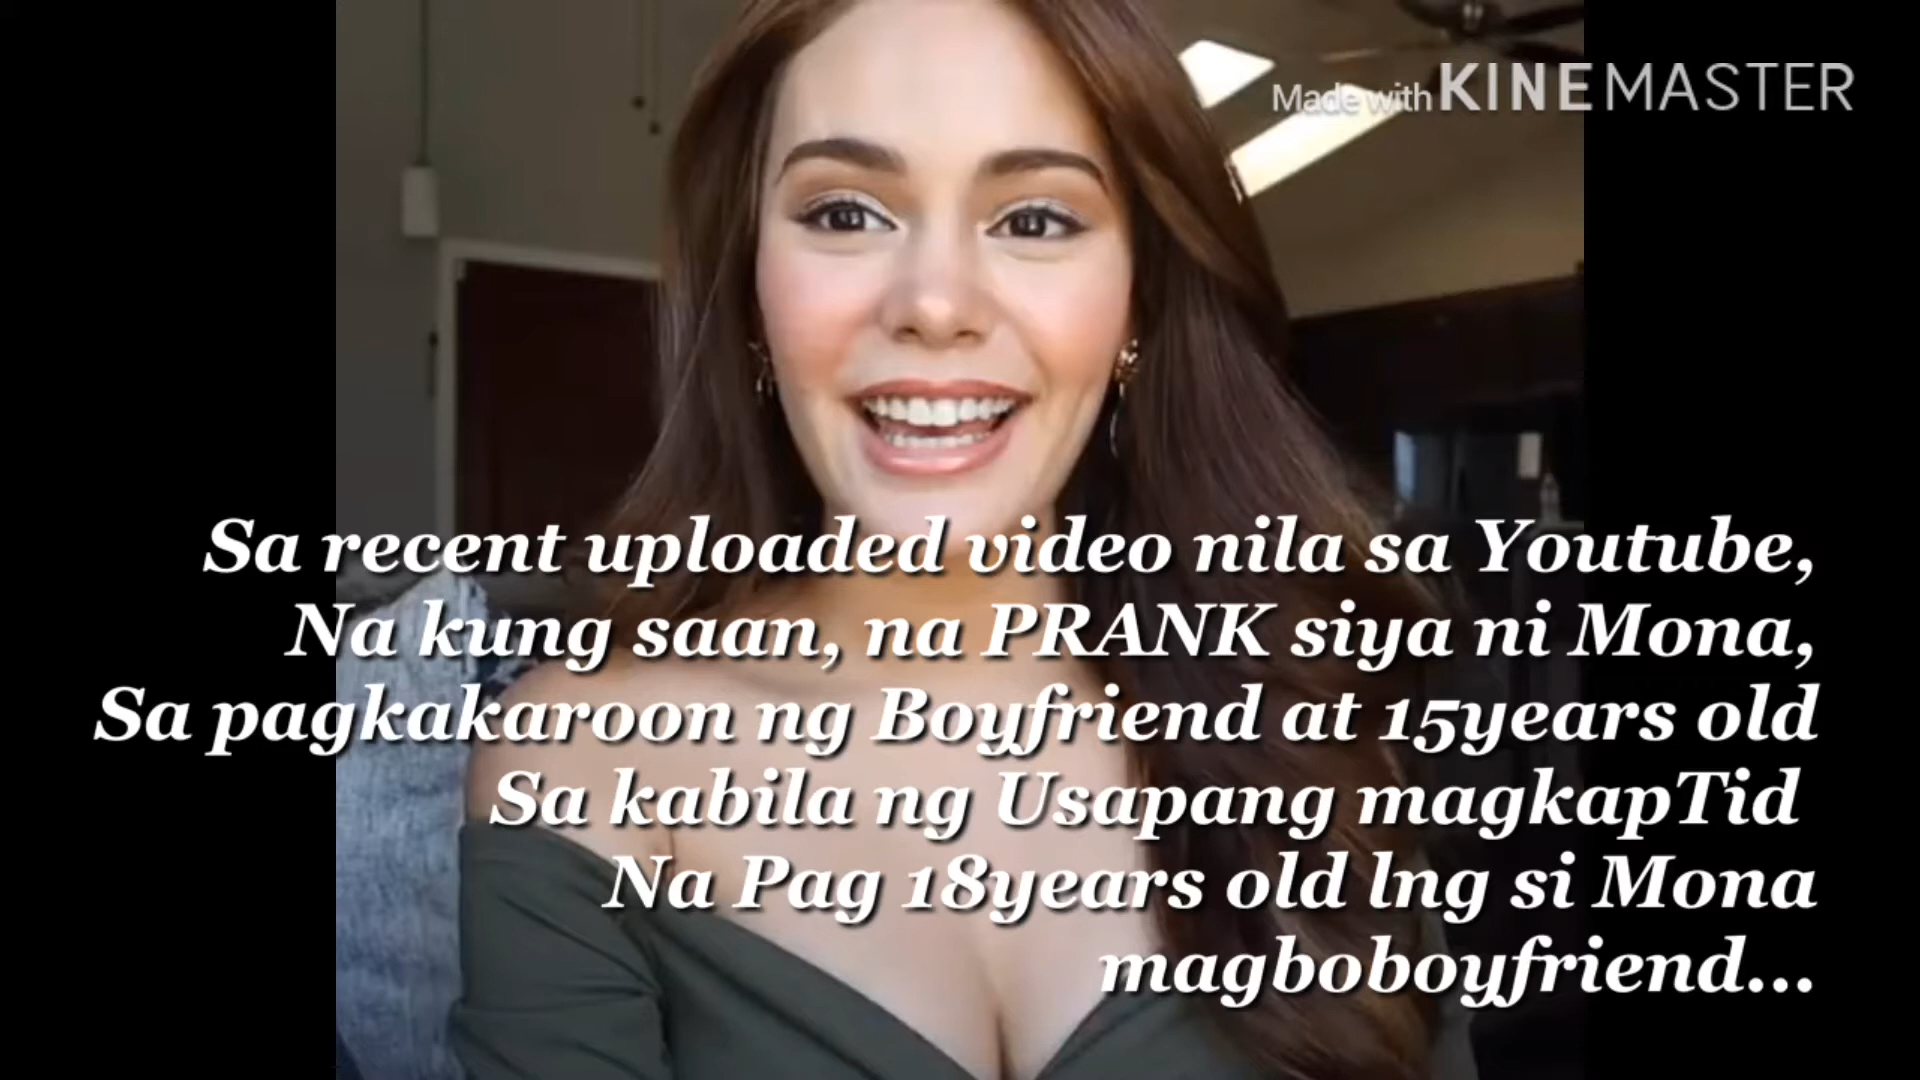 Made with KINEMASTER
Sa recent uploaded video nila sa Youtube,
Na kung saan, na PRANK siya ni Mona,
Sa pagkakaroon ng Boyfriend at 15years old
Sa kabila ng Usapang magkapTid
Na Pag 18years old lng si Mona
magboboyfriend...